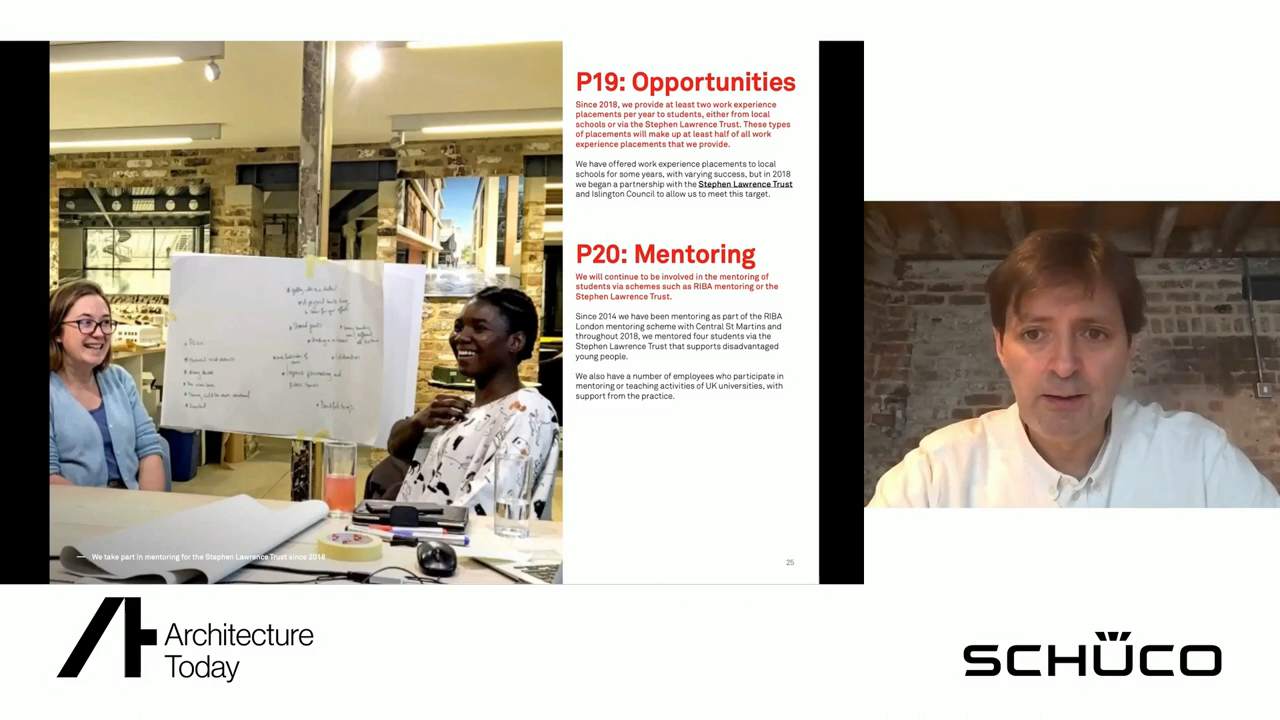 P19: Opportunities
Since 2018, we provide at least two work experience
placements per year to students, either from local
schools or via the Stephen Lawrence Trust. These types
of placements will make up at least half of all work
experience placements that we provide.
We have offered work experience placements to local
schools for some years, with varying success, but in 2018
we began a partnership with the Stephen Lawrence Trust
and Islington Council to allow us to meet this target.
P20: Mentoring
We will continue to be involved in the mentoring of
students via schemes such as RIBA mentoring or the
Stephen Lawrence Trust.
Since 2014 we have been mentoring as part of the RIBA
London mentoring scheme with Central St Martins and
throughout 2018, we mentored four students via the
Stephen Lawrence Trust that supports disadvantaged
young people.
We also have a number of employees who participate in
mentoring or teaching activities of UK universities, with
support from the practice.
25
We take part in mentoring for the Stephen Lawrence Trust since 2018
Architecture
Today
SCHÜCO